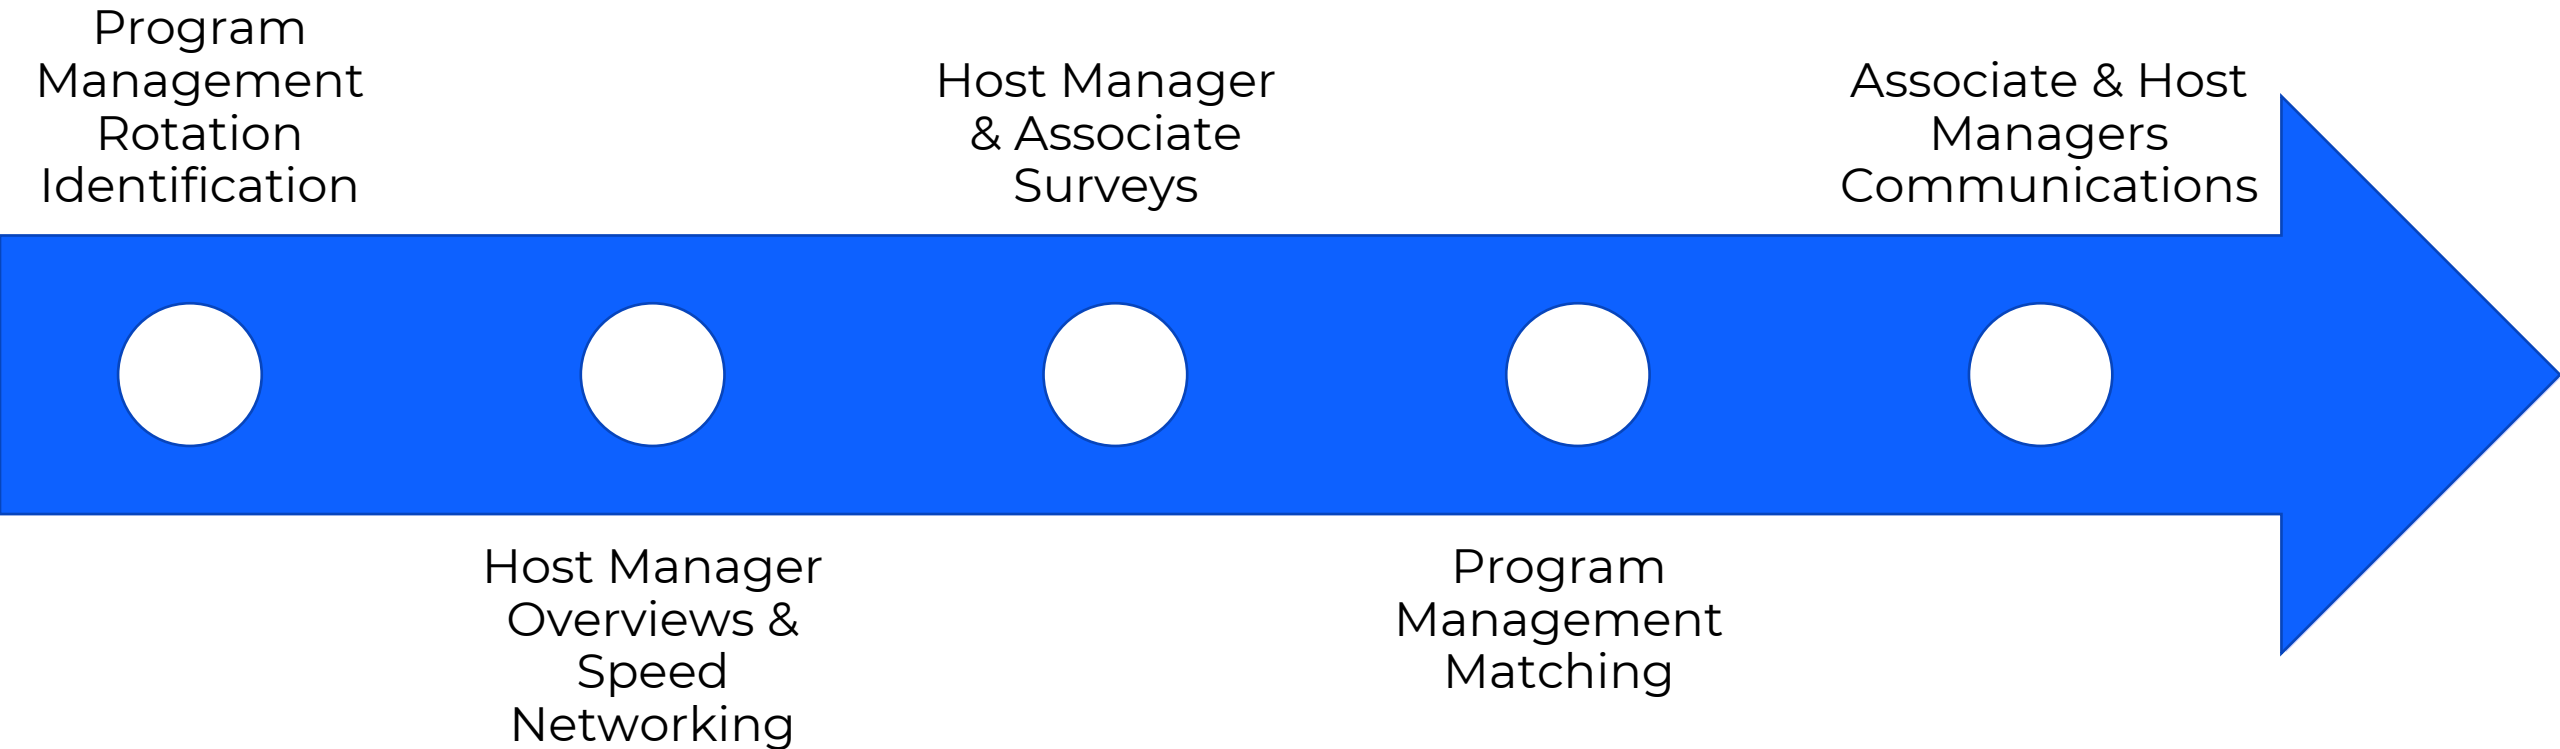 Program
Management
Rotation
Identification
Host Manager
Overviews &
Speed
Networking
Host Manager
& Associate
Surveys
Program
Management
Matching
Associate & Host
Managers
Communications